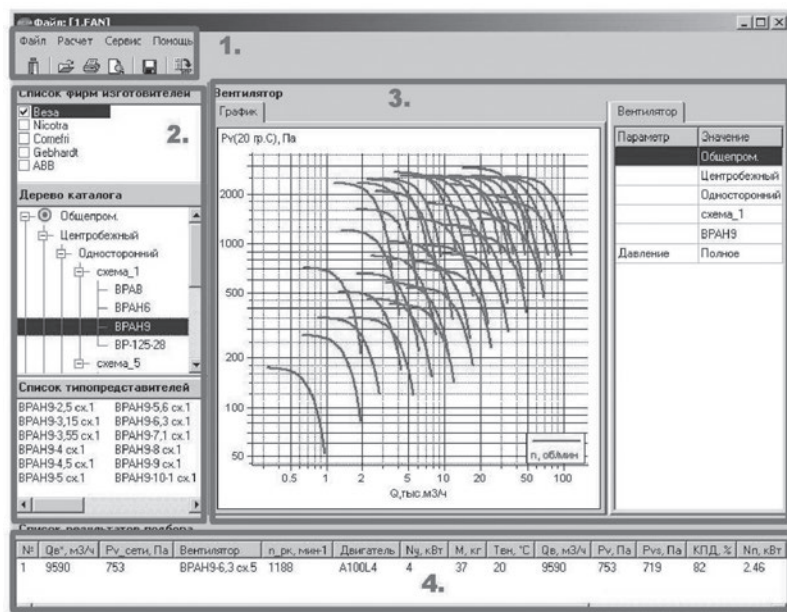 Файл: [1.FAN]
Файл Расчет Сервис Помощь
1.
Список фирм изготовителей
Веза
Nicotra
Comefri
Gebhardt
ABB
2.
Дерево каталога
Общепром.
Центробежный
Односторонний
схема_1
ВРАВ
ВРАН6
ВРАН9
ВР-125-28
схема_5
Список типопредставителей
ВРАН9-2,5 сх.1 ВРАН9-5,6 сх.1
ВРАН9-3,15 сх.1 ВРАН9-6,3 сх.1
ВРАН9-3,55 сх.1 ВРАН9-7,1 сх.1
ВРАН9-4 сх.1 ВРАН9-8 сх.1
ВРАН9-4,5 сх.1 ВРАН9-9 сх.1
ВРАН9-5 сх.1 ВРАН9-10-1 сх.1
Вентилятор
3.
График
Pv(20 гр.С), Па
2000
1000
500
200
100
50
0.5 1 2 5 10 20 50 100
Q,тыс.м3/ч
n, об/мин
Вентилятор
Параметр Значение
Общепром.
Центробежный
Односторонний
схема_1
ВРАН9
Давление Полное
Список результатов подбора
№ Qв*, м3/ч Pv_сети, Па Вентилятор n_рк, мин-1 Двигатель Ny, кВт M, кг Tвн, °C Qв, м3/ч Pv, Па Pvs, Па КПД, % Nп, кВт
1 9590 753 ВРАН9-6,3 сх.5 1188 A100L4 4 37 20 9590 753 719 82 2.46
4.